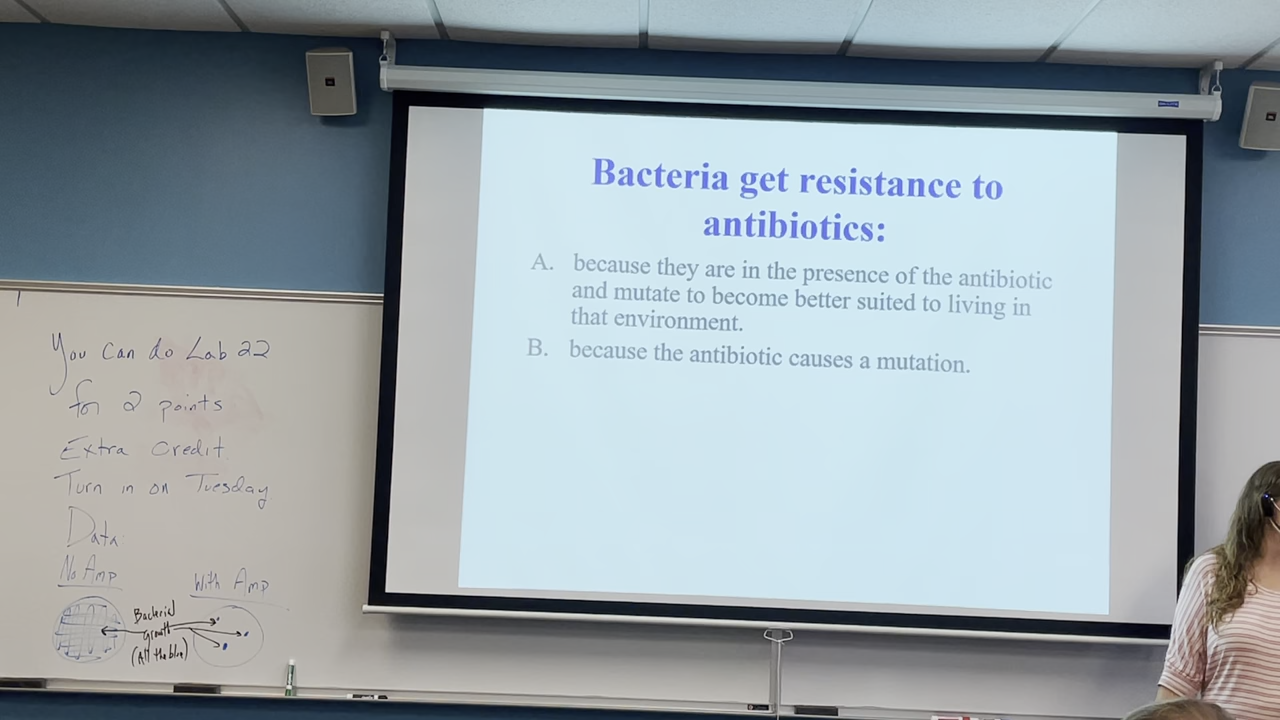 Bacteria get resistance to
antibiotics:
A. because they are in the presence of the antibiotic
and mutate to become better suited to living in
that environment.
B. because the antibiotic causes a mutation.
You can do Lab 22
for 2 points
Extra Credit
Turn in on Tuesday
Data
No Amp
With Amp
Bacterial
growth
(All the blue)